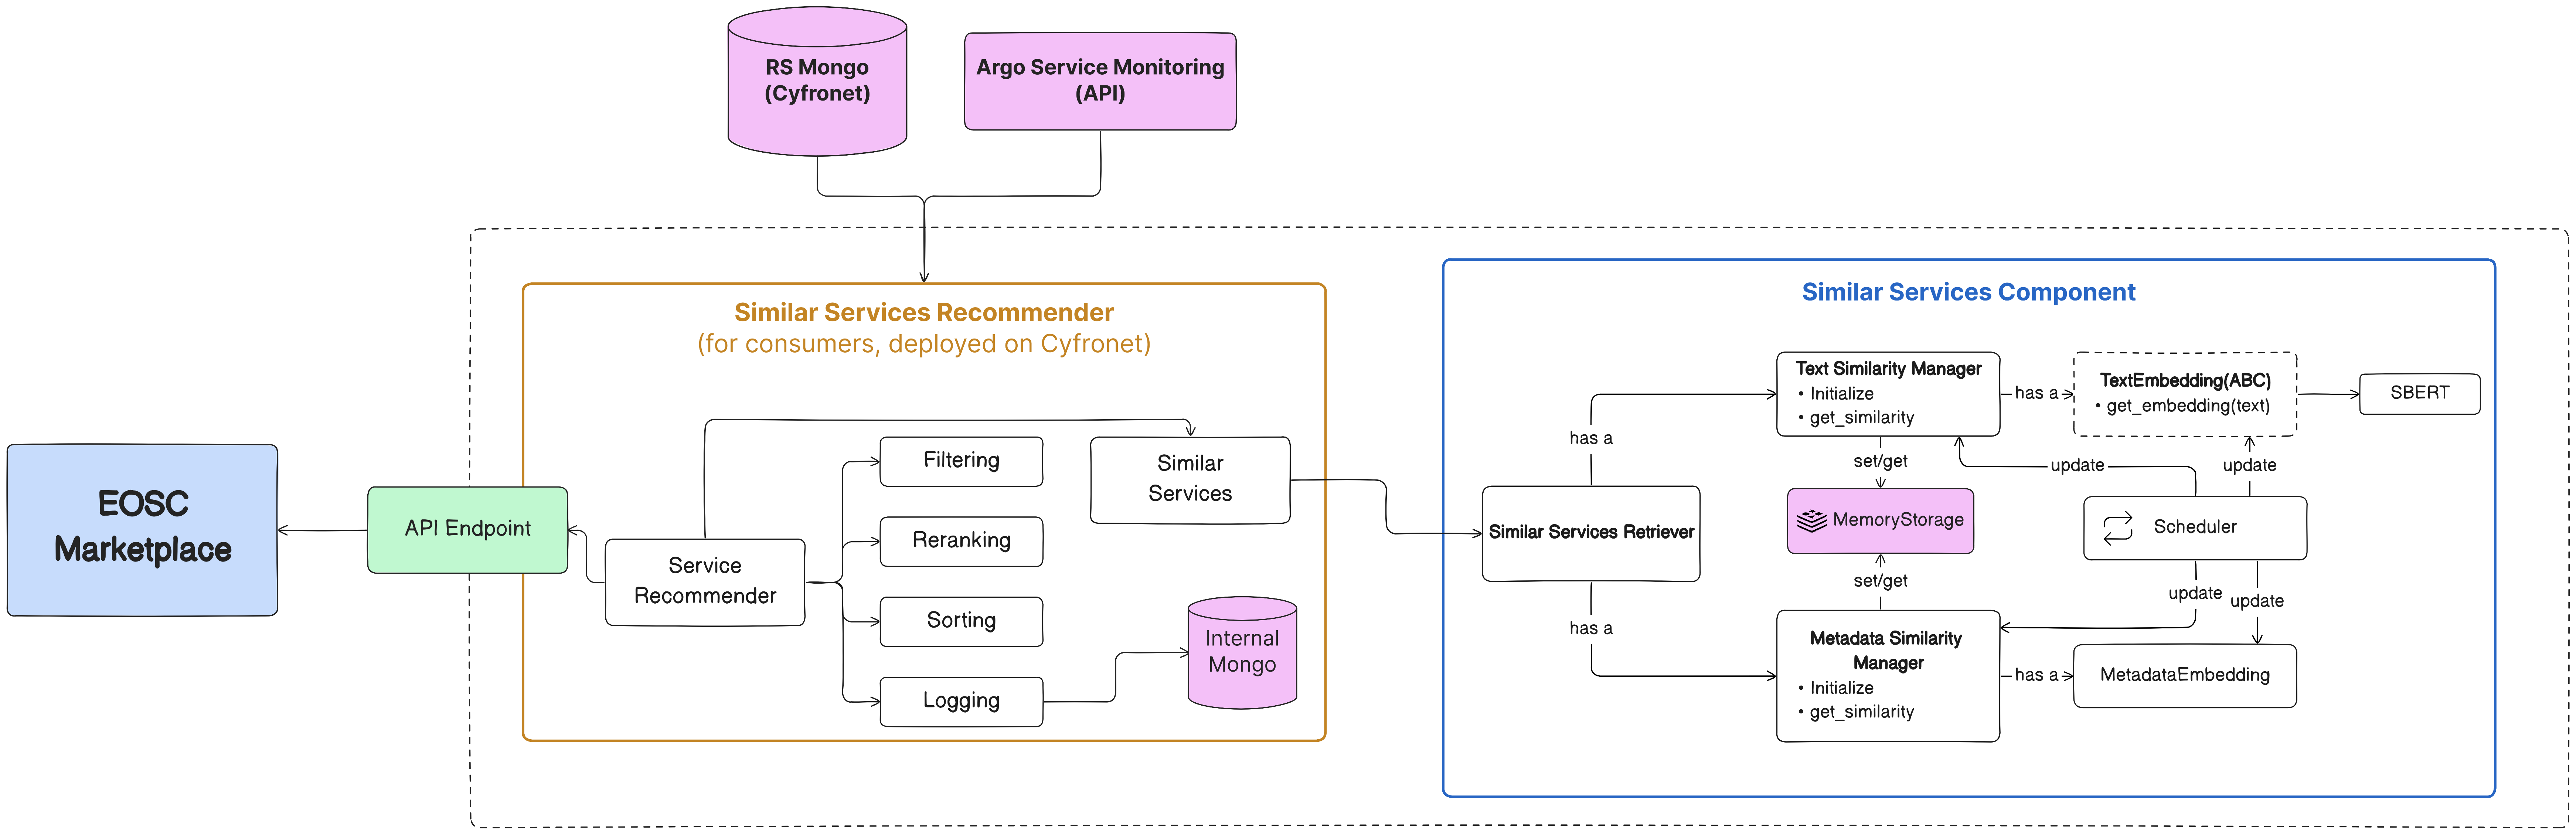 RS Mongo
(Cyfronet)
Argo Service Monitoring
(API)
Similar Services Recommender
(for consumers, deployed on Cyfronet)
Similar Services Component
EOSC
Marketplace
API Endpoint
Service
Recommender
Filtering
Reranking
Sorting
Logging
Similar
Services
Internal
Mongo
Similar Services Retriever
has a
has a
Text Similarity Manager
• Initialize
• get_similarity
has a
TextEmbedding(ABC)
• get_embedding(text)
SBERT
set/get
update
update
MemoryStorage
Scheduler
set/get
update
update
Metadada Similarity
Manager
• Initialize
• get_similarity
has a
MetadataEmbedding